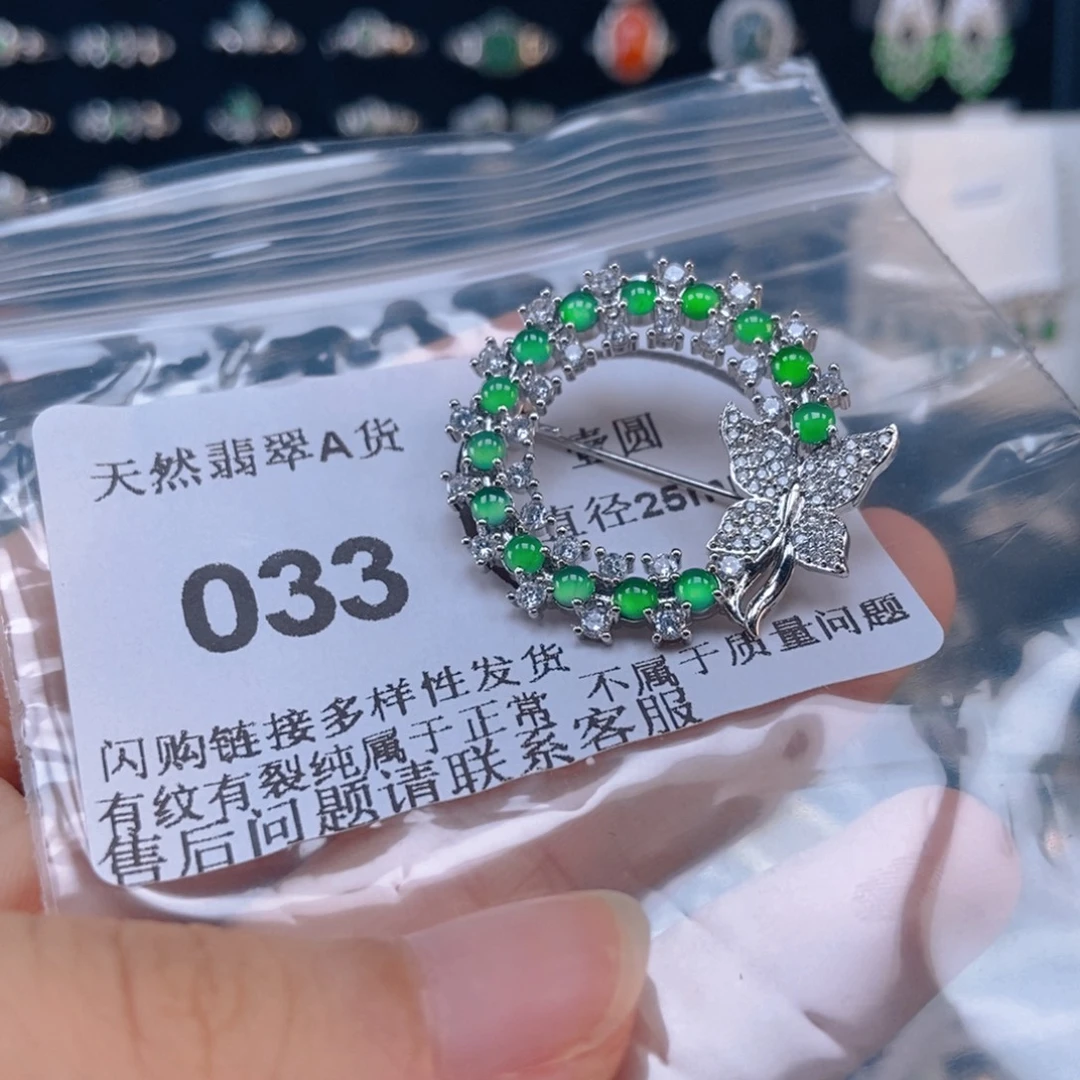 天然翡翠A货
壶圆
直径25m
033
闪购链接多样性发货
有纹有裂纯属于正常 不属于质量问题
售后问题请联系客服